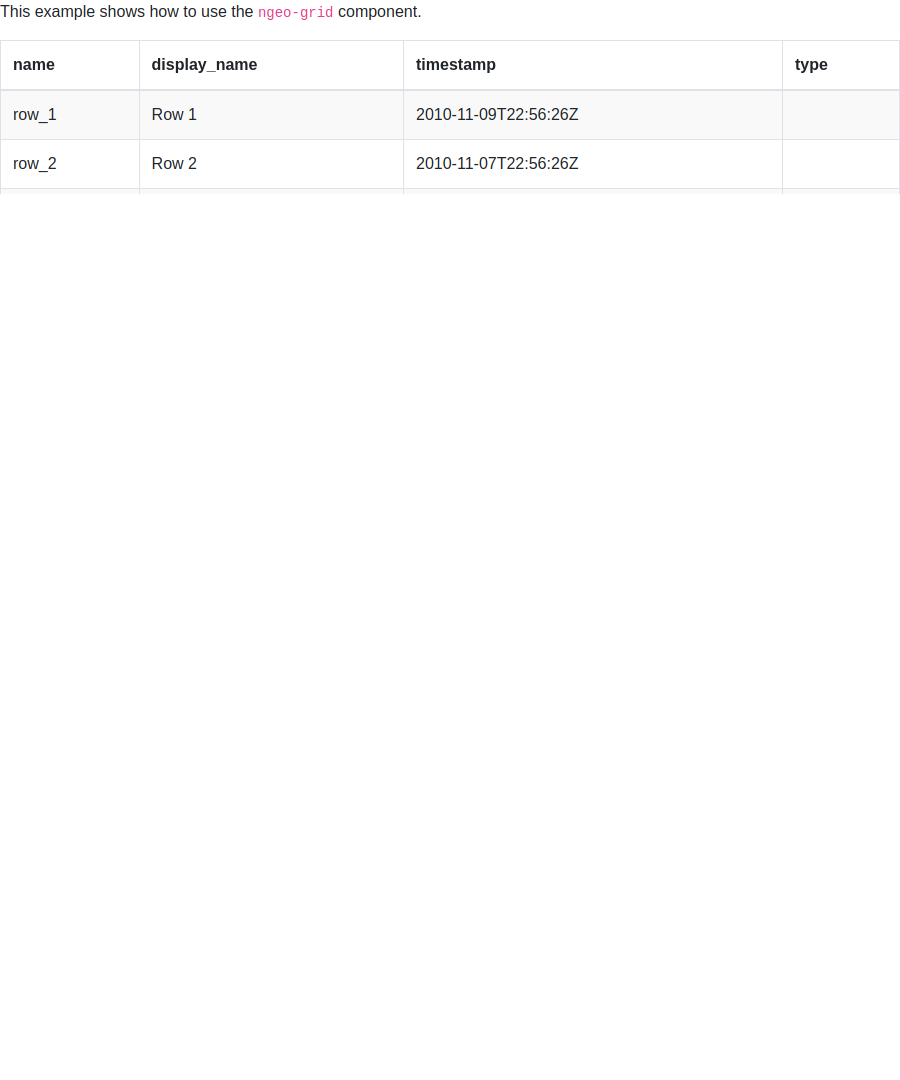 This example shows how to use the ngeo-grid component.
name display_name timestamp type
row_1 Row 1 2010-11-09T22:56:26Z
row_2 Row 2 2010-11-07T22:56:26Z